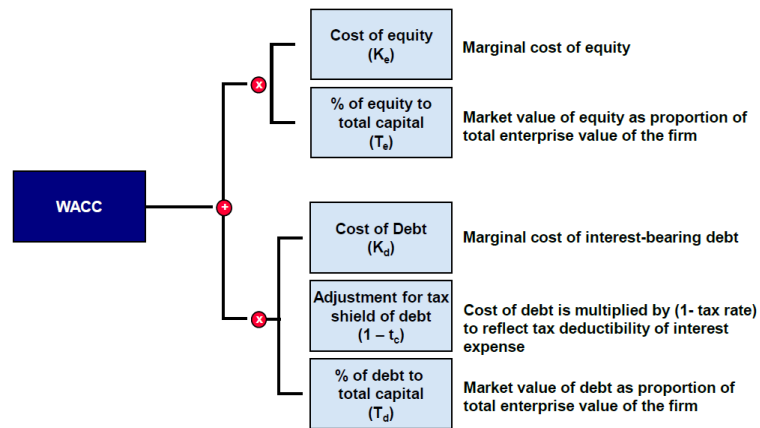 Cost of equity
(Ke)
Marginal cost of equity
x
% of equity to
total capital
(Te)
Market value of equity as proportion of
total enterprise value of the firm
WACC
+
Cost of Debt
(Kd)
Marginal cost of interest-bearing debt
Adjustment for tax
shield of debt
(1 – tc)
Cost of debt is multiplied by (1- tax rate)
to reflect tax deductibility of interest
expense
x
% of debt to
total capital
(Td)
Market value of debt as proportion of
total enterprise value of the firm